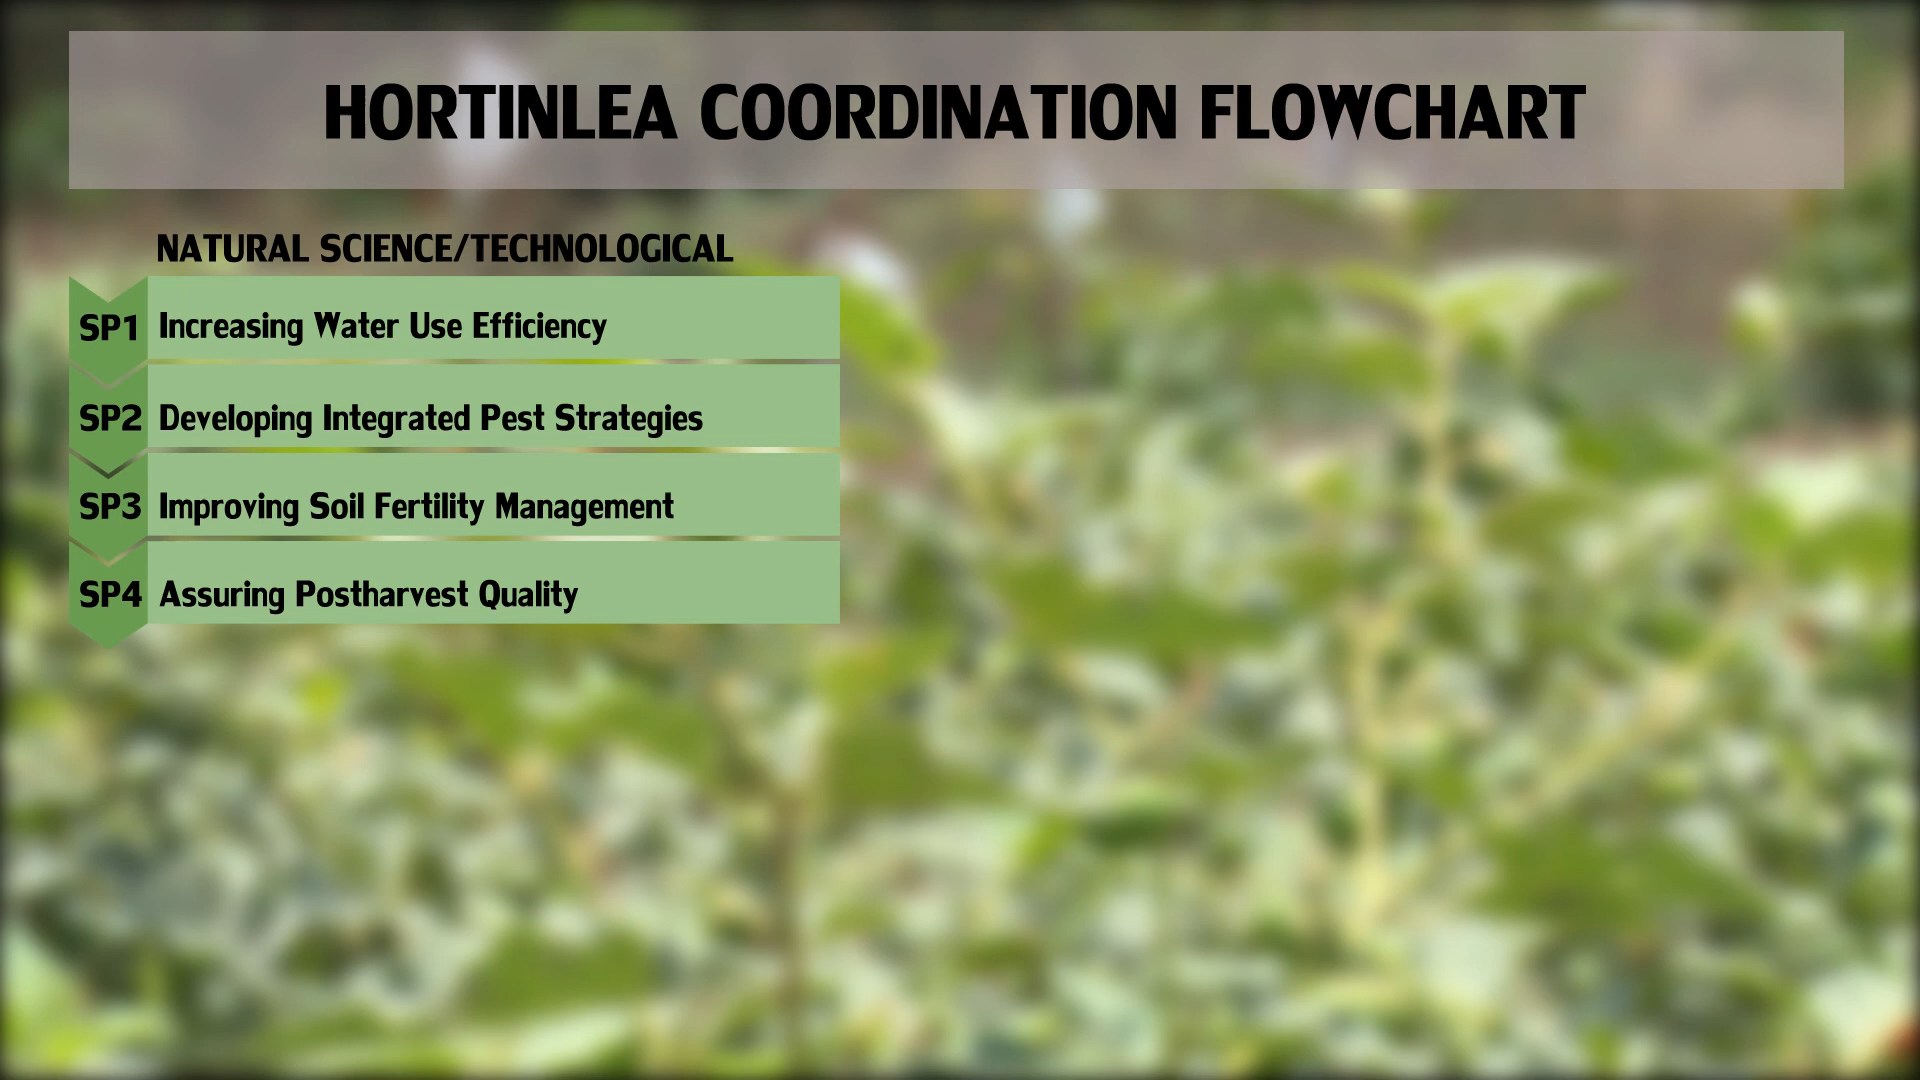 HORTINLEA COORDINATION FLOWCHART
NATURAL SCIENCE/TECHNOLOGICAL
SP1 Increasing Water Use Efficiency
SP2 Developing Integrated Pest Strategies
SP3 Improving Soil Fertility Management
SP4 Assuring Postharvest Quality